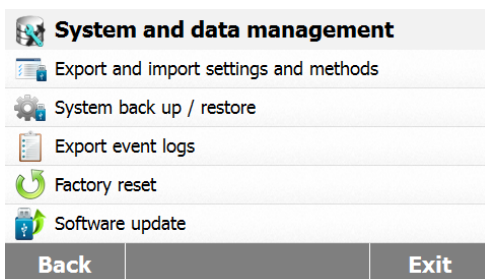 System and data management
Export and import settings and methods
System back up / restore
Export event logs
Factory reset
Software update
Back
Exit